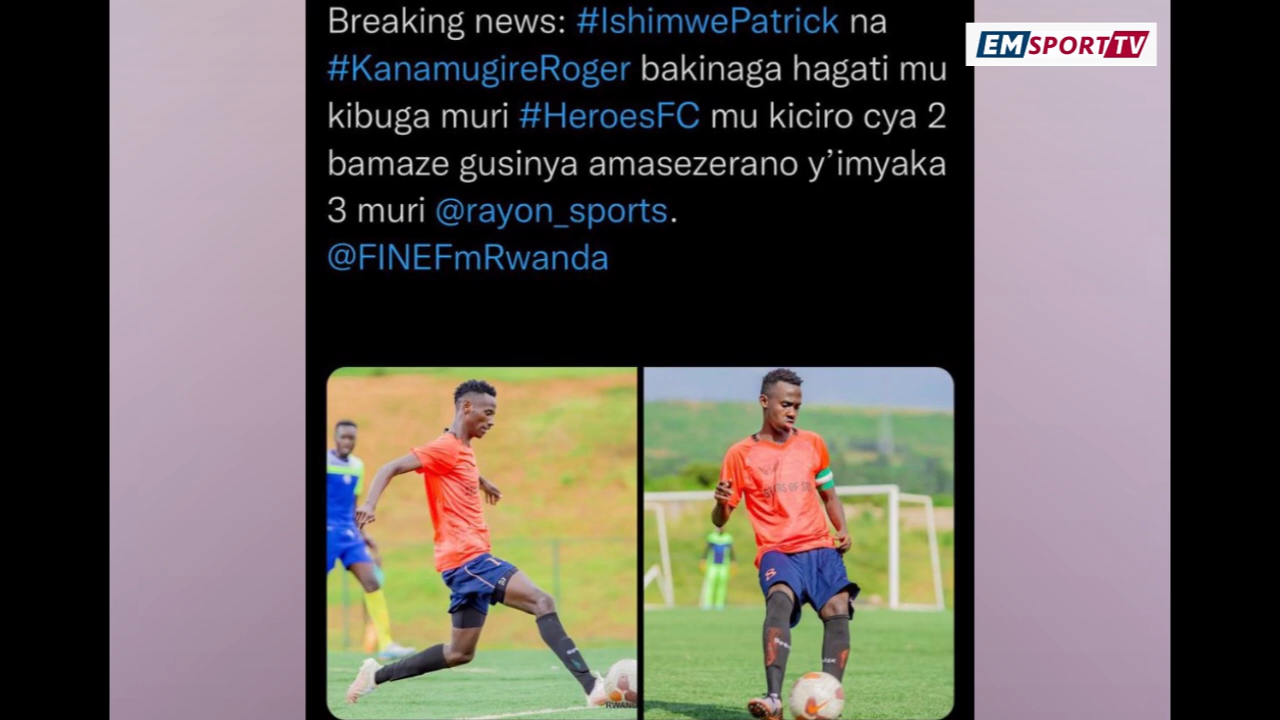 Breaking news: #IshimwePatrick na
#KanamugireRoger bakinaga hagati mu
kibuga muri #HeroesFC mu kiciro cya 2
bamaze gusinya amasezerano y’imyaka
3 muri @rayon_sports.
@FINEFmRwanda
EMSPORTTV